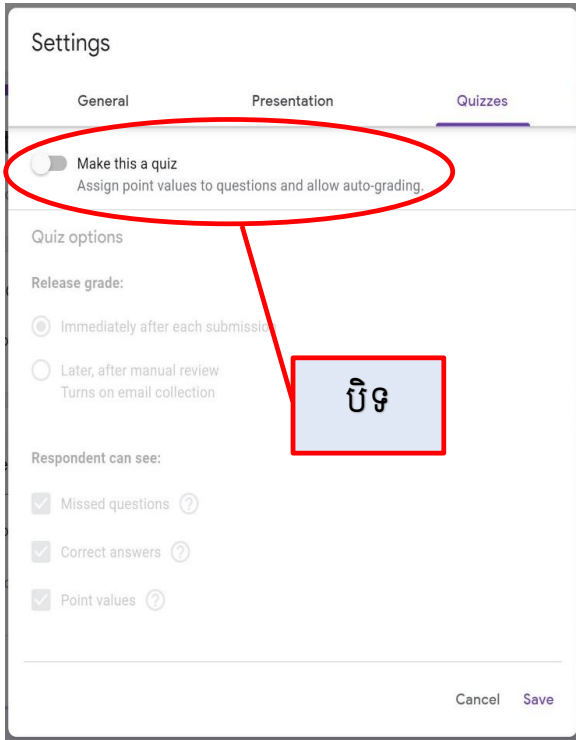 Settings
General Presentation Quizzes
Make this a quiz
Assign point values to questions and allow auto-grading.
Quiz options
Release grade:
Immediately after each submission
Later, after manual review
Turns on email collection
បិទ
Respondent can see:
Missed questions ?
Correct answers ?
Point values ?
Cancel Save